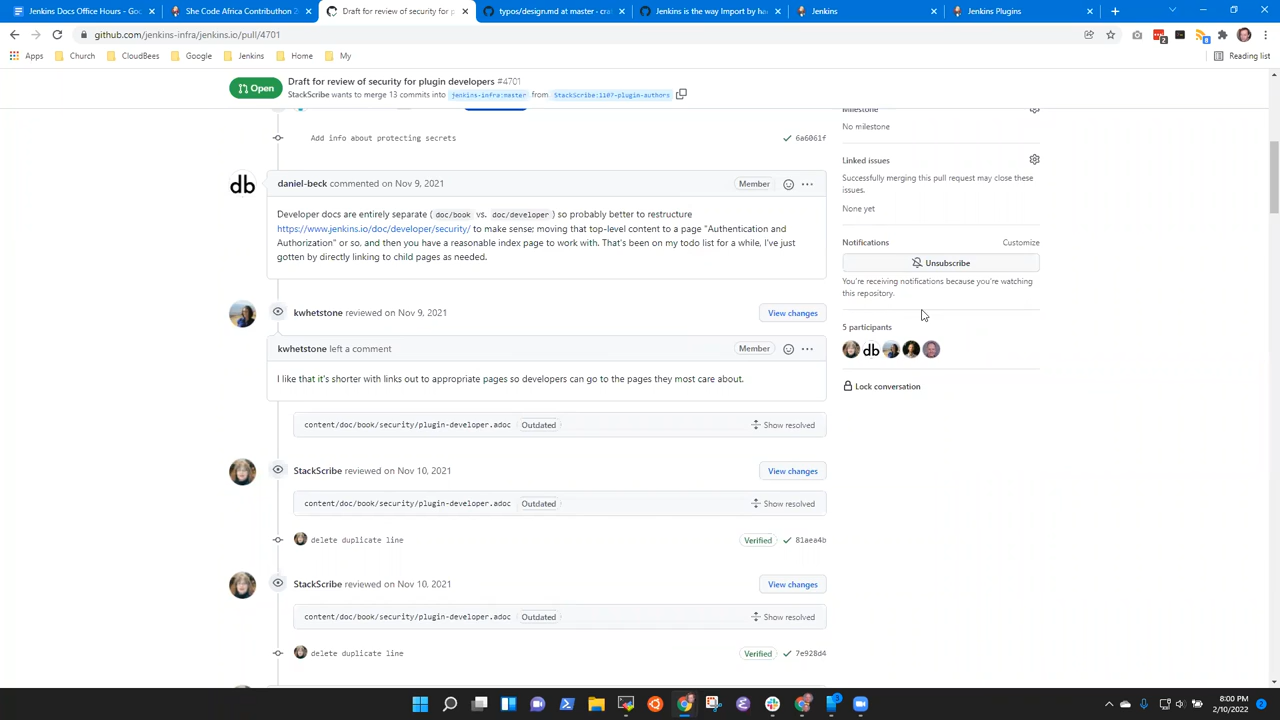 Jenkins Docs Office Hours - Goo
She Code Africa Contributhon 2
Draft for review of security for p
typos/design.md at master · cra
Jenkins is the way Import by ha
Jenkins
Jenkins Plugins
github.com/jenkins-infra/jenkins.io/pull/4701
Apps
Church
CloudBees
Google
Jenkins
Home
My
Reading list
Open
Draft for review of security for plugin developers #4701
StackScribe wants to merge 13 commits into jenkins-infra:master from StackScribe:1107-plugin-authors
Milestone
No milestone
Add info about protecting secrets
6a6061f
Linked issues
Successfully merging this pull request may close these
issues.
None yet
db
daniel-beck commented on Nov 9, 2021
Member
Developer docs are entirely separate ( doc/book vs. doc/developer ) so probably better to restructure
https://www.jenkins.io/doc/developer/security/ to make sense; moving that top-level content to a page "Authentication and
Authorization" or so, and then you have a reasonable index page to work with. That's been on my todo list for a while, I've just
gotten by directly linking to child pages as needed.
Notifications
Customize
Unsubscribe
You're receiving notifications because you're watching
this repository.
kwhetstone reviewed on Nov 9, 2021
View changes
5 participants
db
kwhetstone left a comment
Member
I like that it's shorter with links out to appropriate pages so developers can go to the pages they most care about.
Lock conversation
content/doc/book/security/plugin-developer.adoc
Outdated
Show resolved
StackScribe reviewed on Nov 10, 2021
View changes
content/doc/book/security/plugin-developer.adoc
Outdated
Show resolved
delete duplicate line
Verified
81aea4b
StackScribe reviewed on Nov 10, 2021
View changes
content/doc/book/security/plugin-developer.adoc
Outdated
Show resolved
delete duplicate line
Verified
7e928d4
8:00 PM
2/10/2022